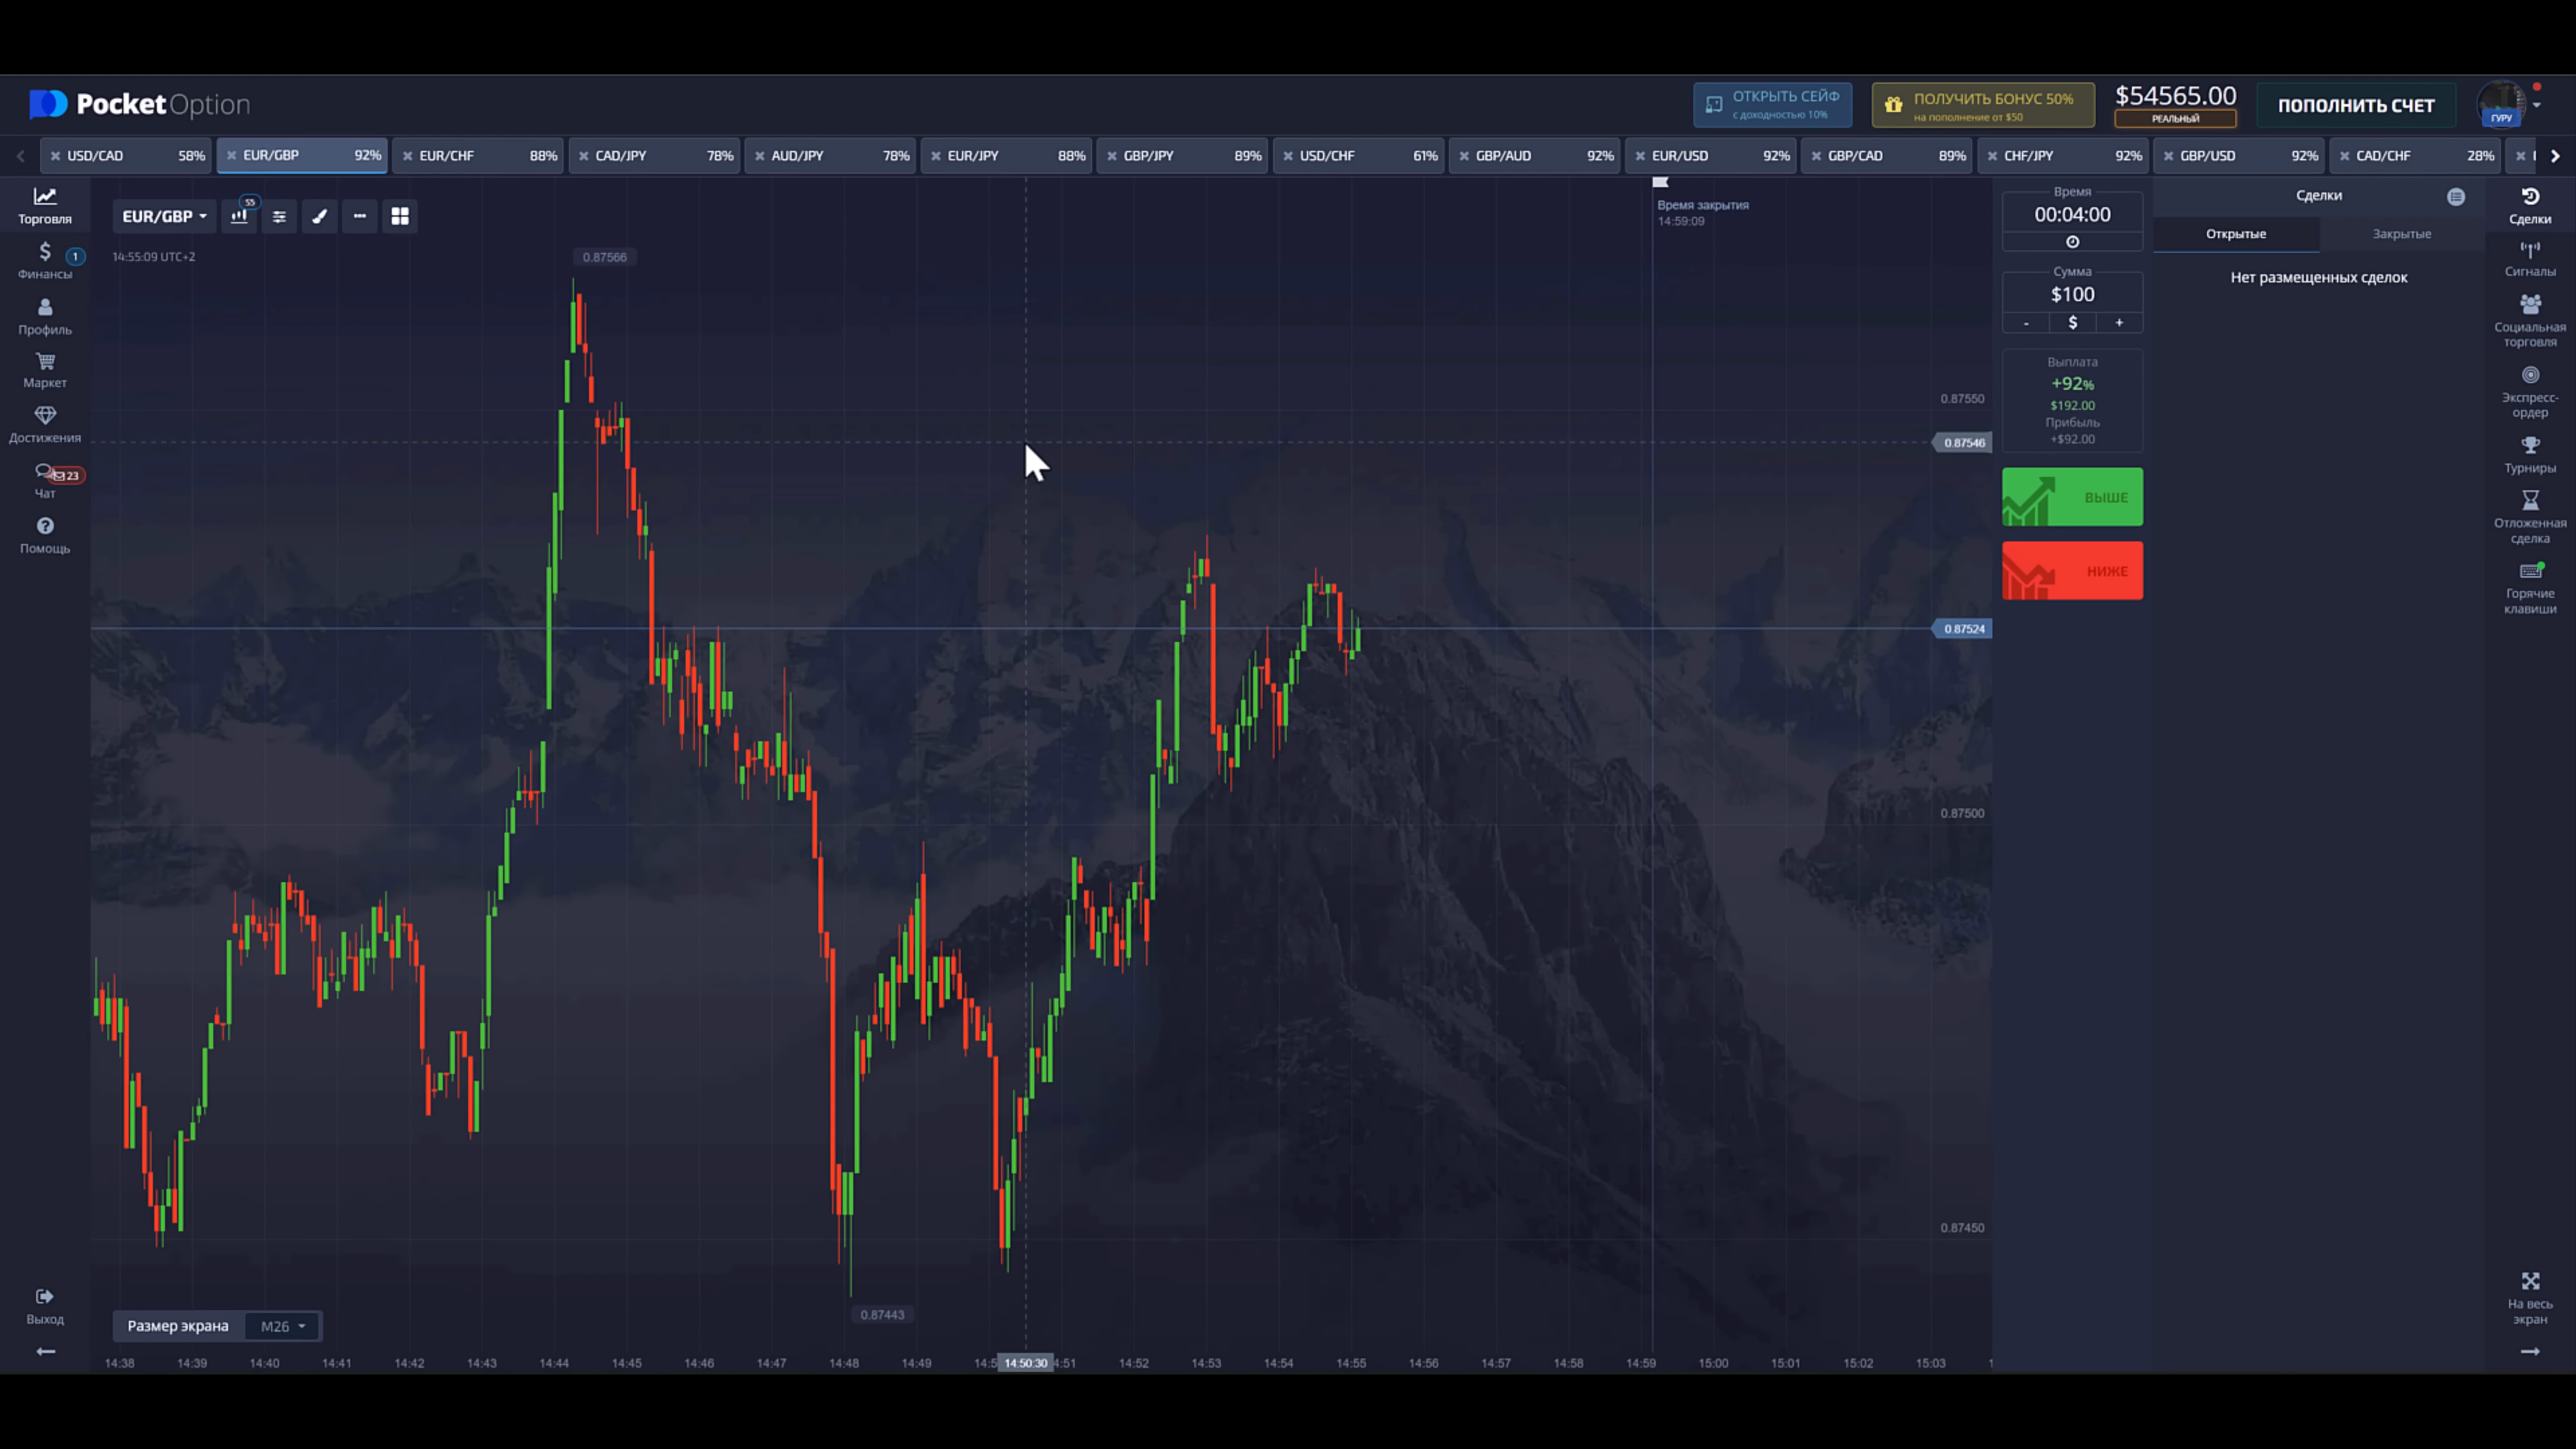 PocketOption
ОТКРЫТЬ СЕЙФ
с доходностью 10%
ПОЛУЧИТЬ БОНУС 50%
на пополнение от $50
$54565.00
РЕАЛЬНЫЙ
ПОПОЛНИТЬ СЧЕТ
ГУРУ
USD/CAD 58%
EUR/GBP 92%
EUR/CHF 88%
CAD/JPY 78%
AUD/JPY 78%
EUR/JPY 88%
GBP/JPY 89%
USD/CHF 61%
GBP/AUD 92%
EUR/USD 92%
GBP/CAD 89%
CHF/JPY 92%
GBP/USD 92%
CAD/CHF 28%
Торговля
1
Финансы
Профиль
Маркет
Достижения
23
Чат
Помощь
Выход
EUR/GBP
S5
14:55:09 UTC+2
0.87566
Время закрытия
14:59:09
0.87550
0.87546
0.87524
0.87500
0.87450
0.87443
Размер экрана M26
14:38 14:39 14:40 14:41 14:42 14:43 14:44 14:45 14:46 14:47 14:48 14:49 14:50:30 14:52 14:53 14:54 14:55 14:56 14:57 14:58 14:59 15:00 15:01 15:02 15:03
Время
00:04:00
Сумма
$100
- $ +
Выплата
+92%
$192.00
Прибыль
+$92.00
ВЫШЕ
НИЖЕ
Сделки
Открытые Закрытые
Нет размещенных сделок
Сделки
Сигналы
Социальная
торговля
Экспресс-
ордер
Турниры
Отложенная
сделка
Горячие
клавиши
На весь
экран